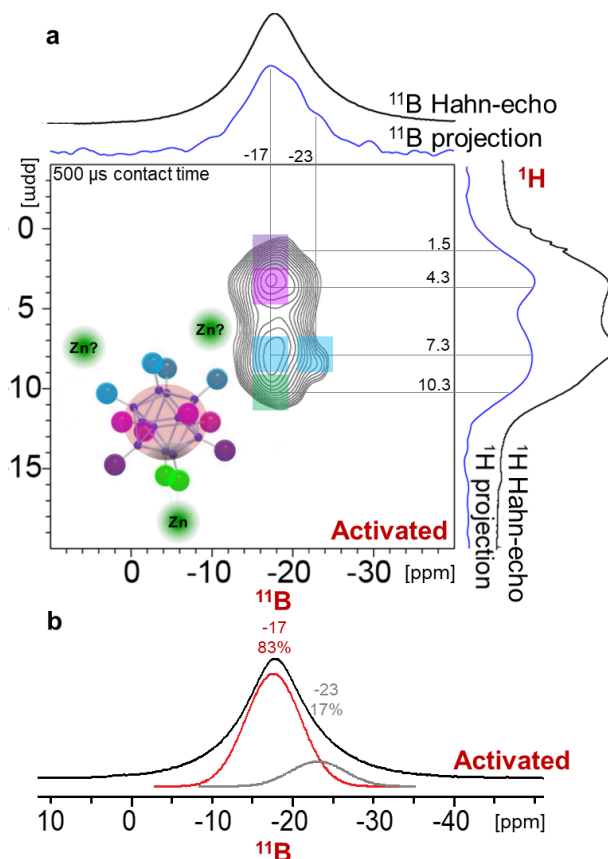 a
¹¹B Hahn-echo
¹¹B projection
-17 -23
[ppm]
500 µs contact time
¹H
0
5
10
15
1.5
4.3
7.3
10.3
Zn?
Zn?
Zn
Activated
¹H projection
¹H Hahn-echo
0 -10 -20 -30 [ppm]
¹¹B
b
-17
83%
-23
17%
Activated
10 0 -10 -20 -30 -40 [ppm]
¹¹B